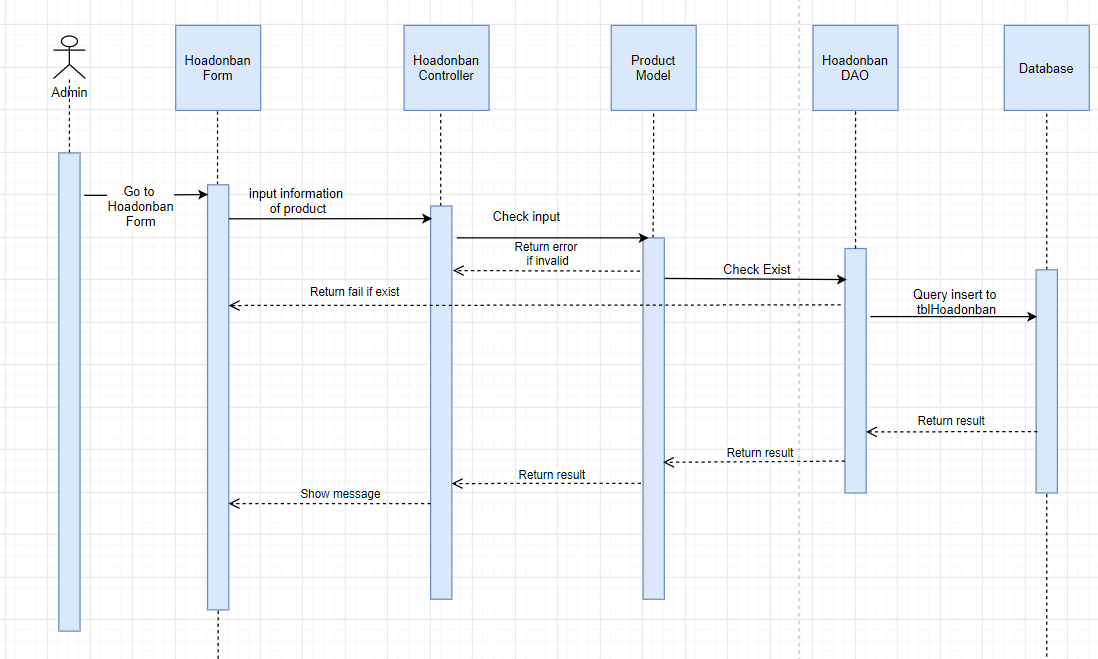 Admin
Hoadonban
Form
Hoadonban
Controller
Product
Model
Hoadonban
DAO
Database
Go to
Hoadonban
Form
input information
of product
Check input
Return error
if invalid
Check Exist
Return fail if exist
Query insert to
tblHoadonban
Return result
Return result
Return result
Show message